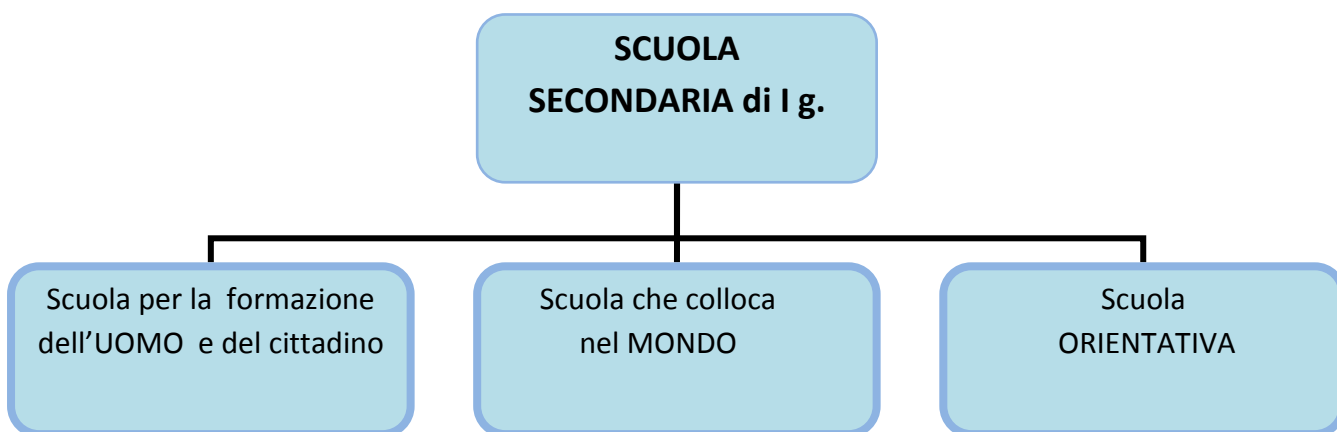 SCUOLA
SECONDARIA di I g.
Scuola per la formazione
dell’UOMO e del cittadino
Scuola che colloca
nel MONDO
Scuola
ORIENTATIVA